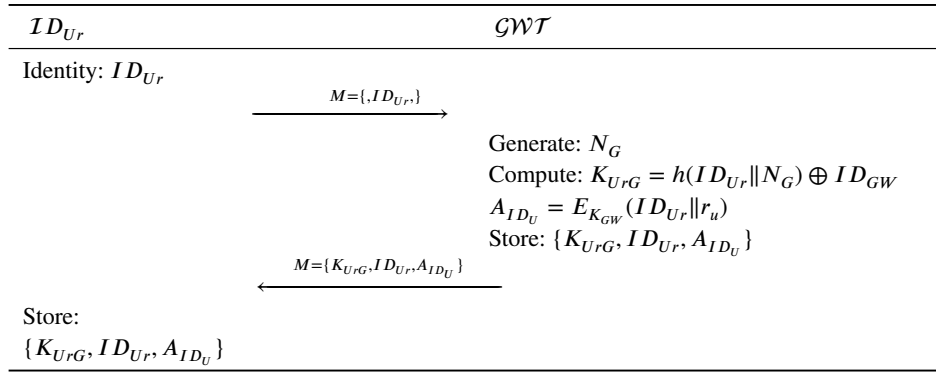 𝓘𝐷_{Ur} 𝓖𝓦𝓣
Identity: ID_{Ur}
M={,ID_{Ur},}
Generate: N_G
Compute: K_{UrG} = h(ID_{Ur}‖N_G) ⊕ ID_{GW}
A_{ID_U} = E_{K_{GW}}(ID_{Ur}‖r_u)
Store: {K_{UrG}, ID_{Ur}, A_{ID_U}}
M={K_{UrG},ID_{Ur},A_{ID_U}}
Store:
{K_{UrG}, ID_{Ur}, A_{ID_U}}